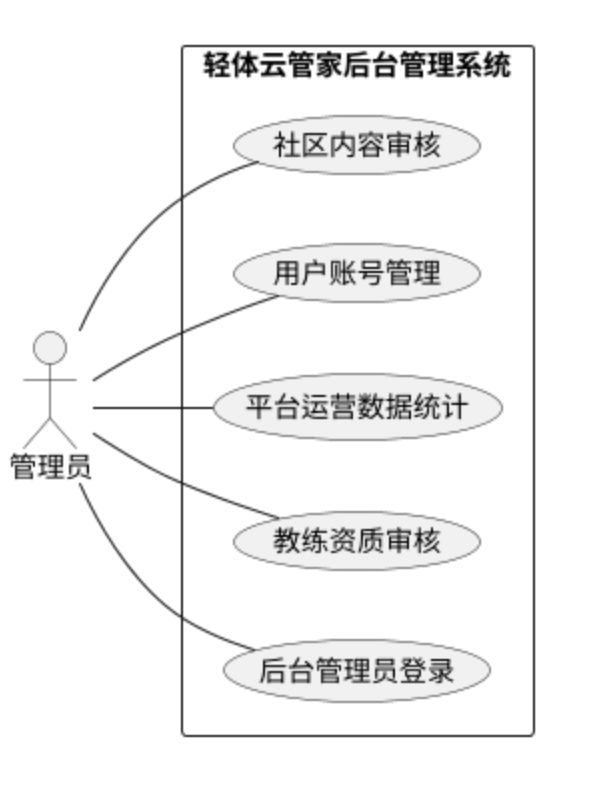 轻体云管家后台管理系统
社区内容审核
用户账号管理
平台运营数据统计
管理员
教练资质审核
后台管理员登录